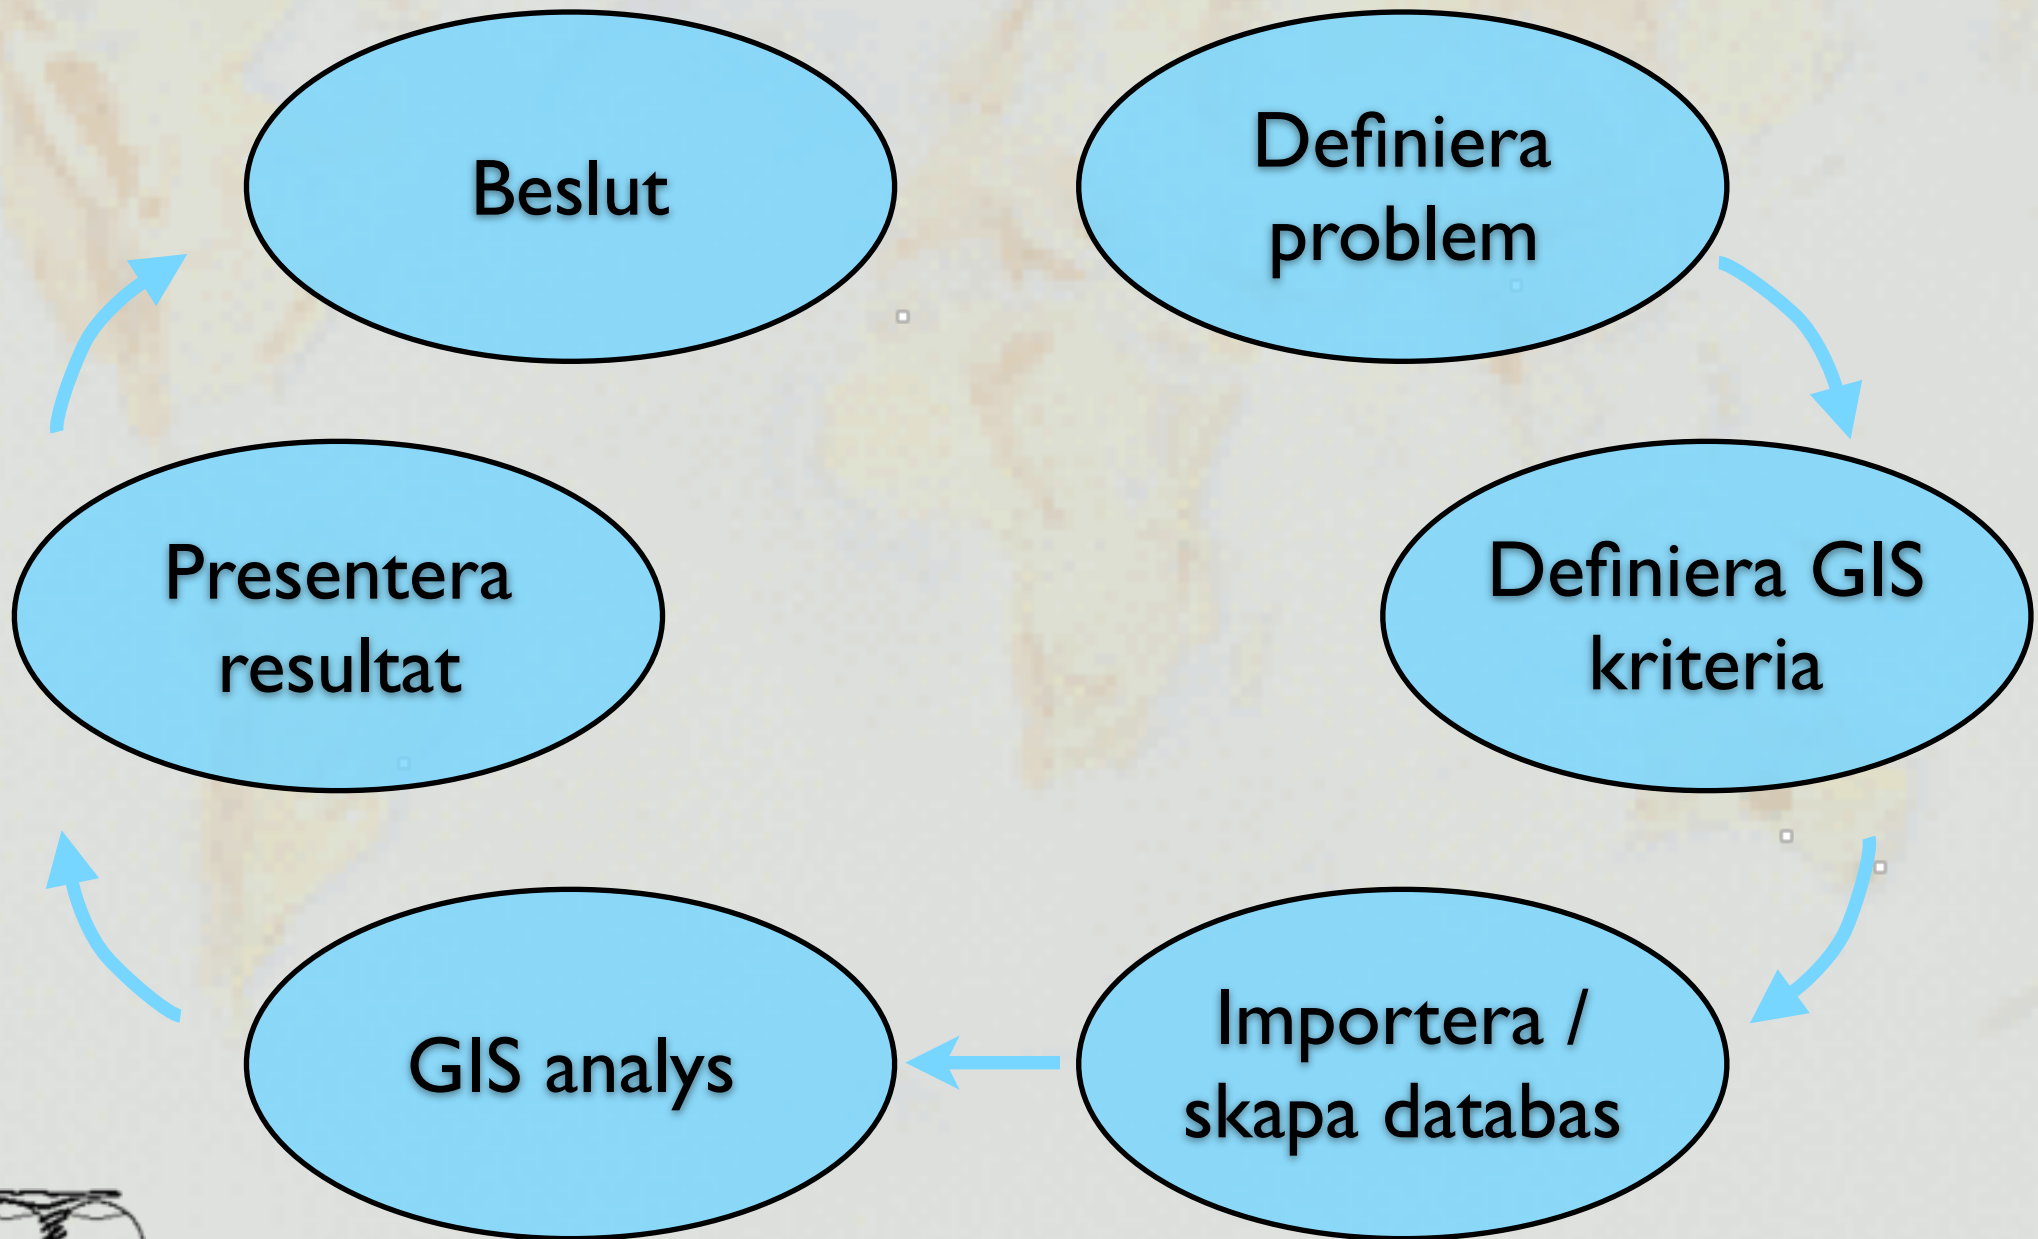 Beslut
Definiera
problem
Presentera
resultat
Definiera GIS
kriteria
GIS analys
Importera /
skapa databas